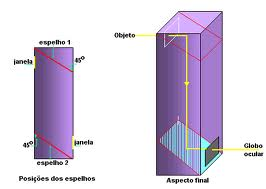 espelho 1
janela
45º
45º
janela
espelho 2
Posições dos espelhos
Objeto
Globo
ocular
Aspecto final